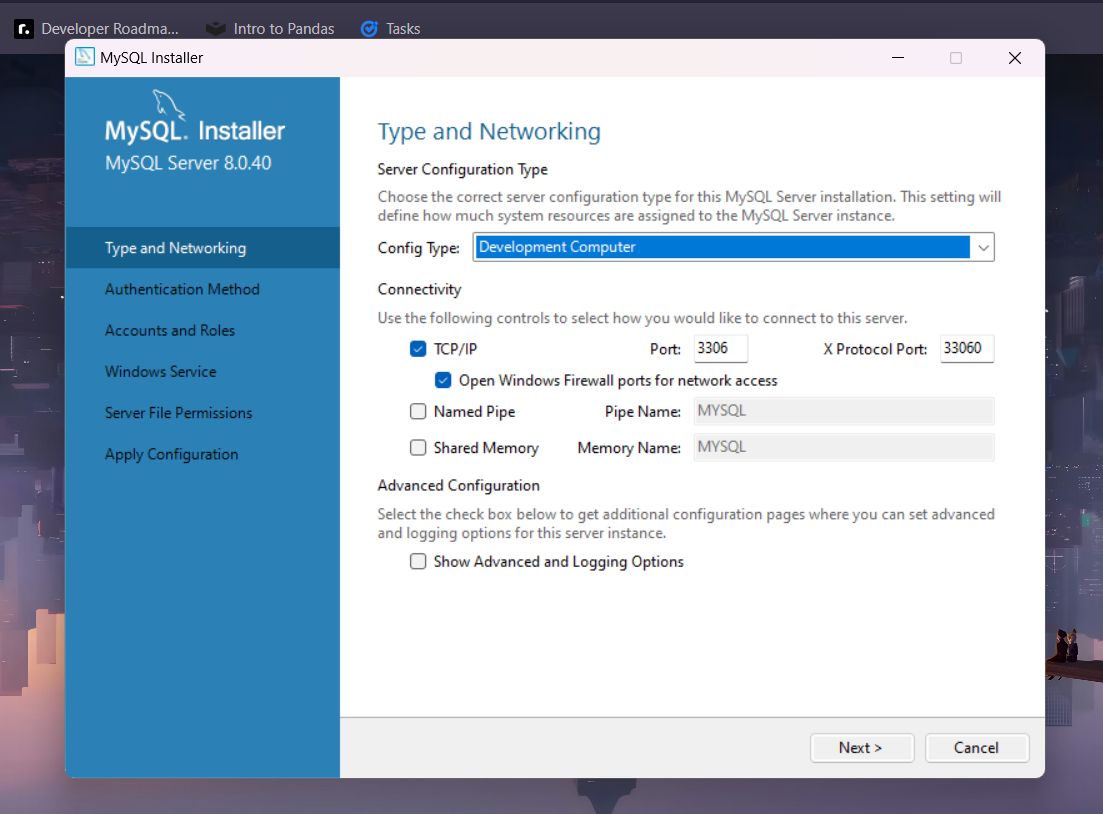 Developer Roadma...
Intro to Pandas
Tasks
MySQL Installer
MySQL. Installer
MySQL Server 8.0.40
Type and Networking
Authentication Method
Accounts and Roles
Windows Service
Server File Permissions
Apply Configuration
Type and Networking
Server Configuration Type
Choose the correct server configuration type for this MySQL Server installation. This setting will
define how much system resources are assigned to the MySQL Server instance.
Config Type: Development Computer
Connectivity
Use the following controls to select how you would like to connect to this server.
TCP/IP Port: 3306 X Protocol Port: 33060
Open Windows Firewall ports for network access
Named Pipe Pipe Name: MYSQL
Shared Memory Memory Name: MYSQL
Advanced Configuration
Select the check box below to get additional configuration pages where you can set advanced
and logging options for this server instance.
Show Advanced and Logging Options
Next > Cancel